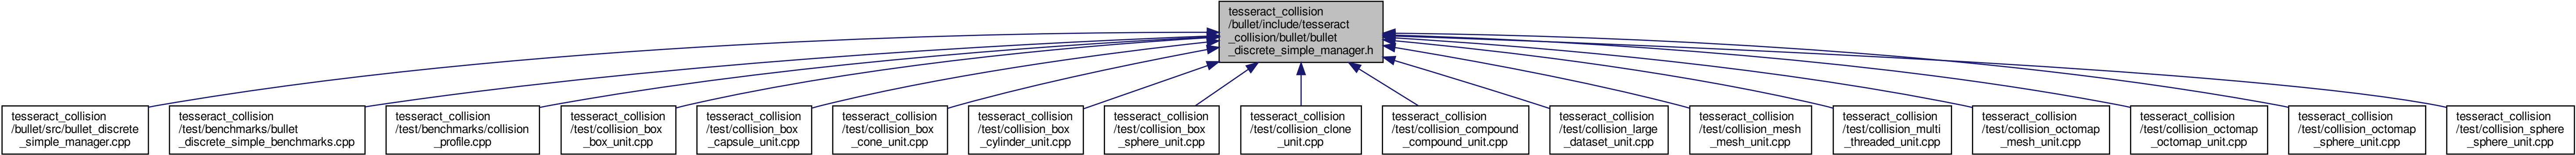 tesseract_collision
/bullet/include/tesseract
_collision/bullet/bullet
_discrete_simple_manager.h
tesseract_collision
/bullet/src/bullet_discrete
_simple_manager.cpp
tesseract_collision
/test/benchmarks/bullet
_discrete_simple_benchmarks.cpp
tesseract_collision
/test/benchmarks/collision
_profile.cpp
tesseract_collision
/test/collision_box
_box_unit.cpp
tesseract_collision
/test/collision_box
_capsule_unit.cpp
tesseract_collision
/test/collision_box
_cone_unit.cpp
tesseract_collision
/test/collision_box
_cylinder_unit.cpp
tesseract_collision
/test/collision_box
_sphere_unit.cpp
tesseract_collision
/test/collision_clone
_unit.cpp
tesseract_collision
/test/collision_compound
_compound_unit.cpp
tesseract_collision
/test/collision_large
_dataset_unit.cpp
tesseract_collision
/test/collision_mesh
_mesh_unit.cpp
tesseract_collision
/test/collision_multi
_threaded_unit.cpp
tesseract_collision
/test/collision_octomap
_mesh_unit.cpp
tesseract_collision
/test/collision_octomap
_octomap_unit.cpp
tesseract_collision
/test/collision_octomap
_sphere_unit.cpp
tesseract_collision
/test/collision_sphere
_sphere_unit.cpp